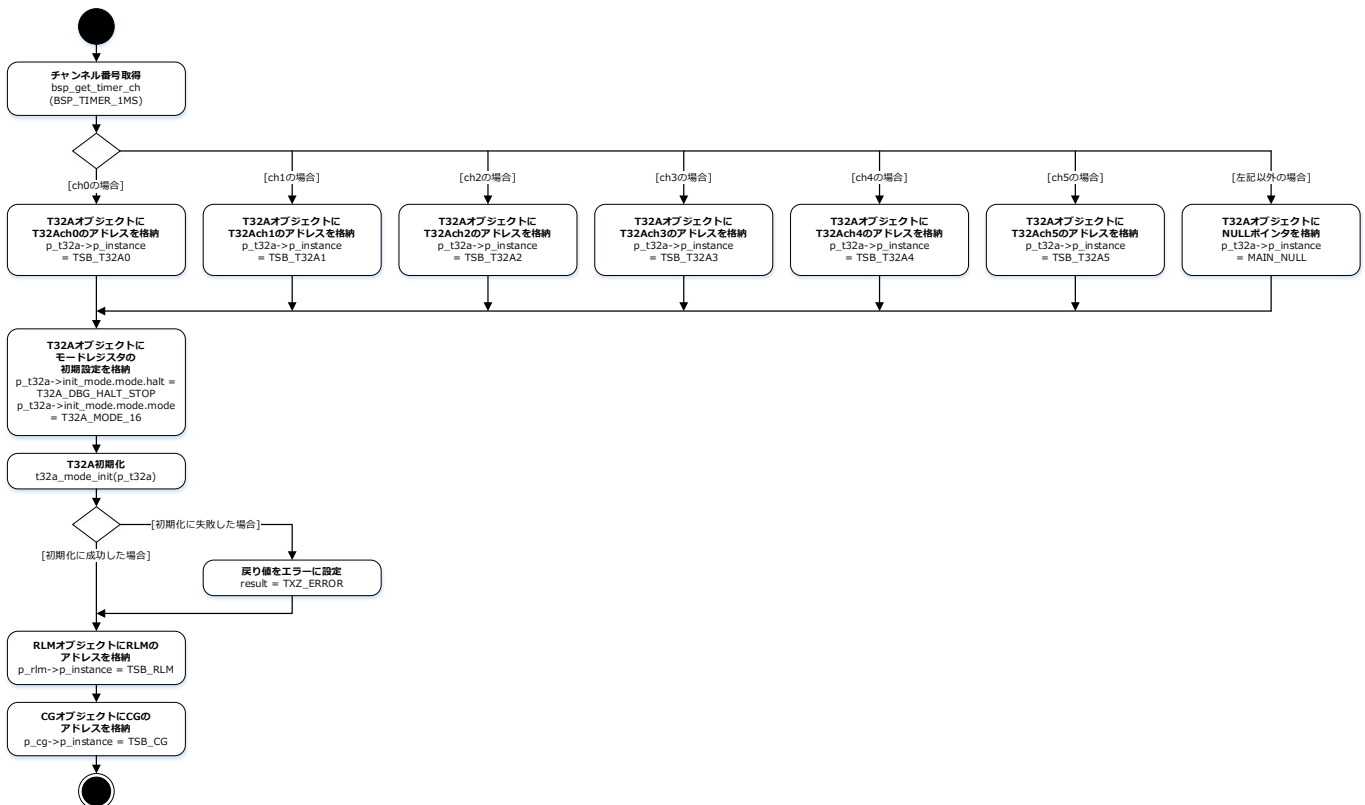 チャンネル番号取得
bsp_get_timer_ch
(BSP_TIMER_1MS)
[ch0の場合]
[ch1の場合]
[ch2の場合]
[ch3の場合]
[ch4の場合]
[ch5の場合]
[左記以外の場合]
T32Aオブジェクトに
T32Ach0のアドレスを格納
p_t32a->p_instance
= TSB_T32A0
T32Aオブジェクトに
T32Ach1のアドレスを格納
p_t32a->p_instance
= TSB_T32A1
T32Aオブジェクトに
T32Ach2のアドレスを格納
p_t32a->p_instance
= TSB_T32A2
T32Aオブジェクトに
T32Ach3のアドレスを格納
p_t32a->p_instance
= TSB_T32A3
T32Aオブジェクトに
T32Ach4のアドレスを格納
p_t32a->p_instance
= TSB_T32A4
T32Aオブジェクトに
T32Ach5のアドレスを格納
p_t32a->p_instance
= TSB_T32A5
T32Aオブジェクトに
NULLポインタを格納
p_t32a->p_instance
= MAIN_NULL
T32Aオブジェクトに
モードレジスタの
初期設定を格納
p_t32a->init_mode.mode.halt =
T32A_DBG_HALT_STOP
p_t32a->init_mode.mode.mode
= T32A_MODE_16
T32A初期化
t32a_mode_init(p_t32a)
[初期化に失敗した場合]
[初期化に成功した場合]
戻り値をエラーに設定
result = TXZ_ERROR
RLMオブジェクトにRLMの
アドレスを格納
p_rlm->p_instance = TSB_RLM
CGオブジェクトにCGの
アドレスを格納
p_cg->p_instance = TSB_CG